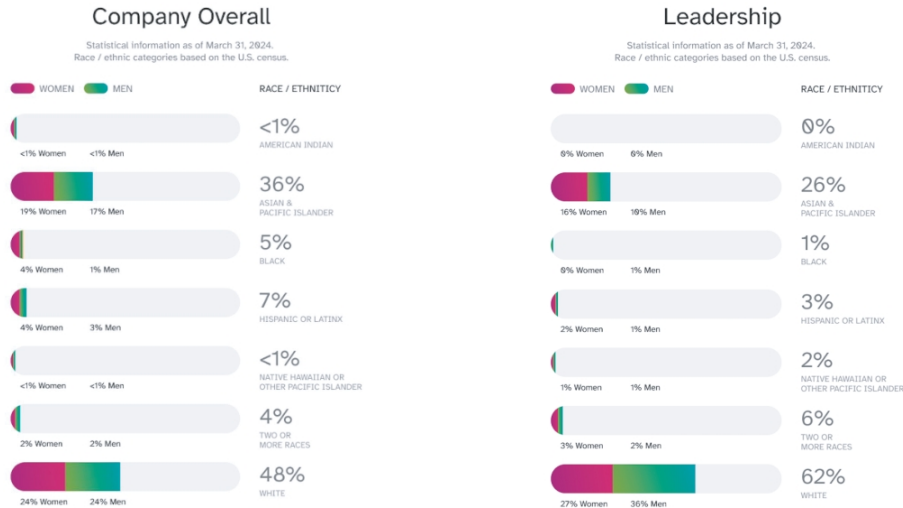 Company Overall
Statistical information as of March 31, 2024.
Race / ethnic categories based on the U.S. census.
WOMEN MEN RACE / ETHNITICY
<1%
AMERICAN INDIAN
<1% Women <1% Men
36%
ASIAN &
PACIFIC ISLANDER
19% Women 17% Men
5%
BLACK
4% Women 1% Men
7%
HISPANIC OR LATINX
4% Women 3% Men
<1%
NATIVE HAWAIIAN OR
OTHER PACIFIC ISLANDER
<1% Women <1% Men
4%
TWO OR
MORE RACES
2% Women 2% Men
48%
WHITE
24% Women 24% Men
Leadership
Statistical information as of March 31, 2024.
Race / ethnic categories based on the U.S. census.
WOMEN MEN RACE / ETHNITICY
0%
AMERICAN INDIAN
0% Women 0% Men
26%
ASIAN &
PACIFIC ISLANDER
16% Women 10% Men
1%
BLACK
0% Women 1% Men
3%
HISPANIC OR LATINX
2% Women 1% Men
2%
NATIVE HAWAIIAN OR
OTHER PACIFIC ISLANDER
1% Women 1% Men
6%
TWO OR
MORE RACES
3% Women 2% Men
62%
WHITE
27% Women 36% Men